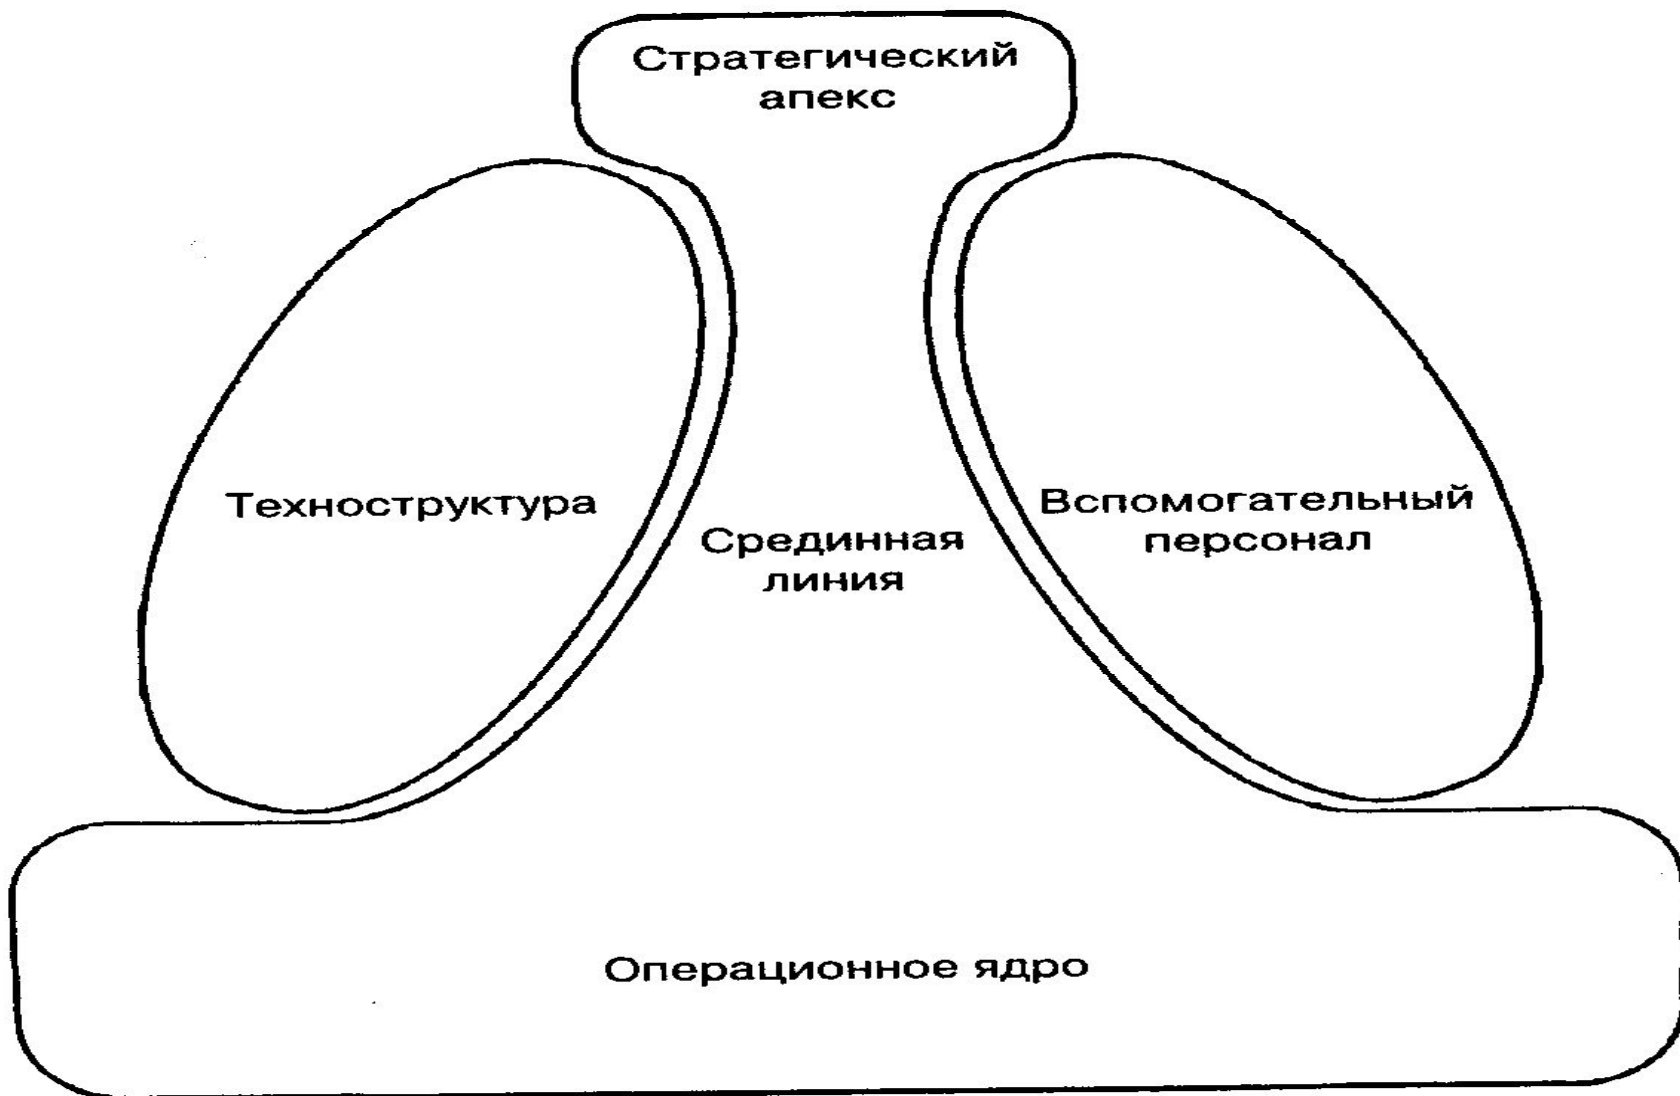 Стратегический
апекс
Техноструктура
Срединная
линия
Вспомогательный
персонал
Операционное ядро